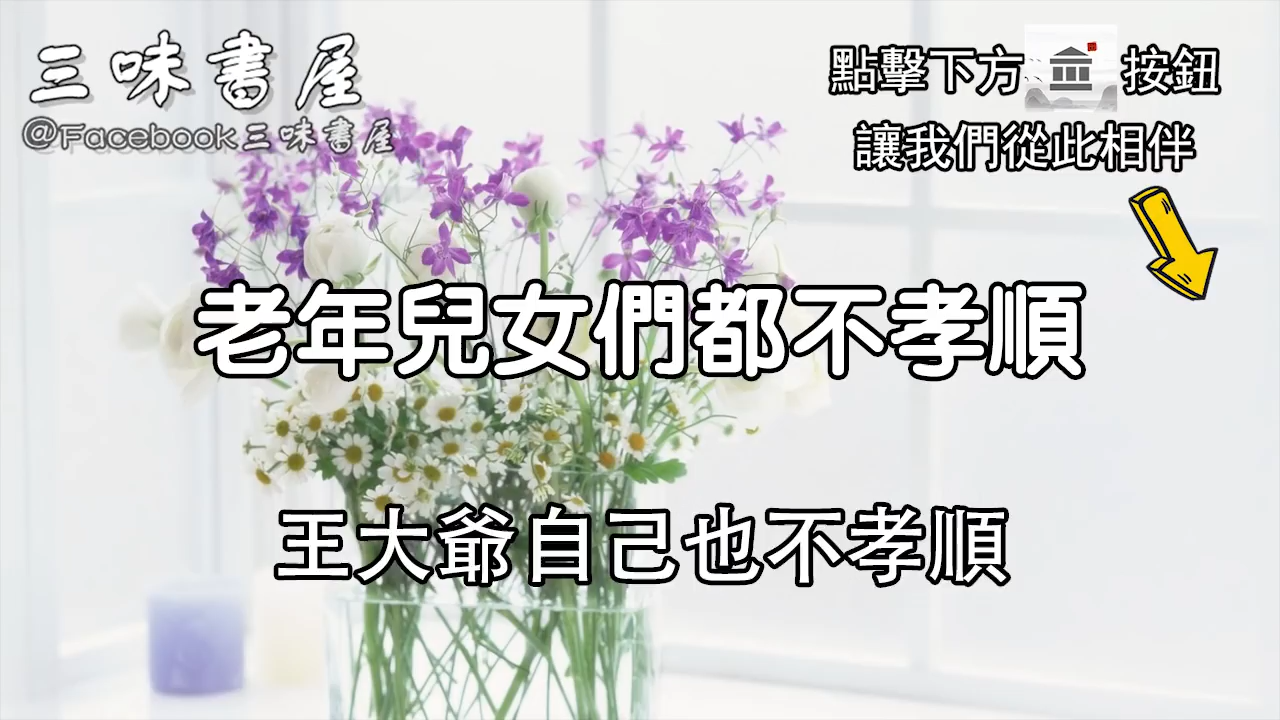 三味書屋
@Facebook三味書屋
點擊下方 按鈕
讓我們從此相伴
老年兒女們都不孝順
王大爺自己也不孝順